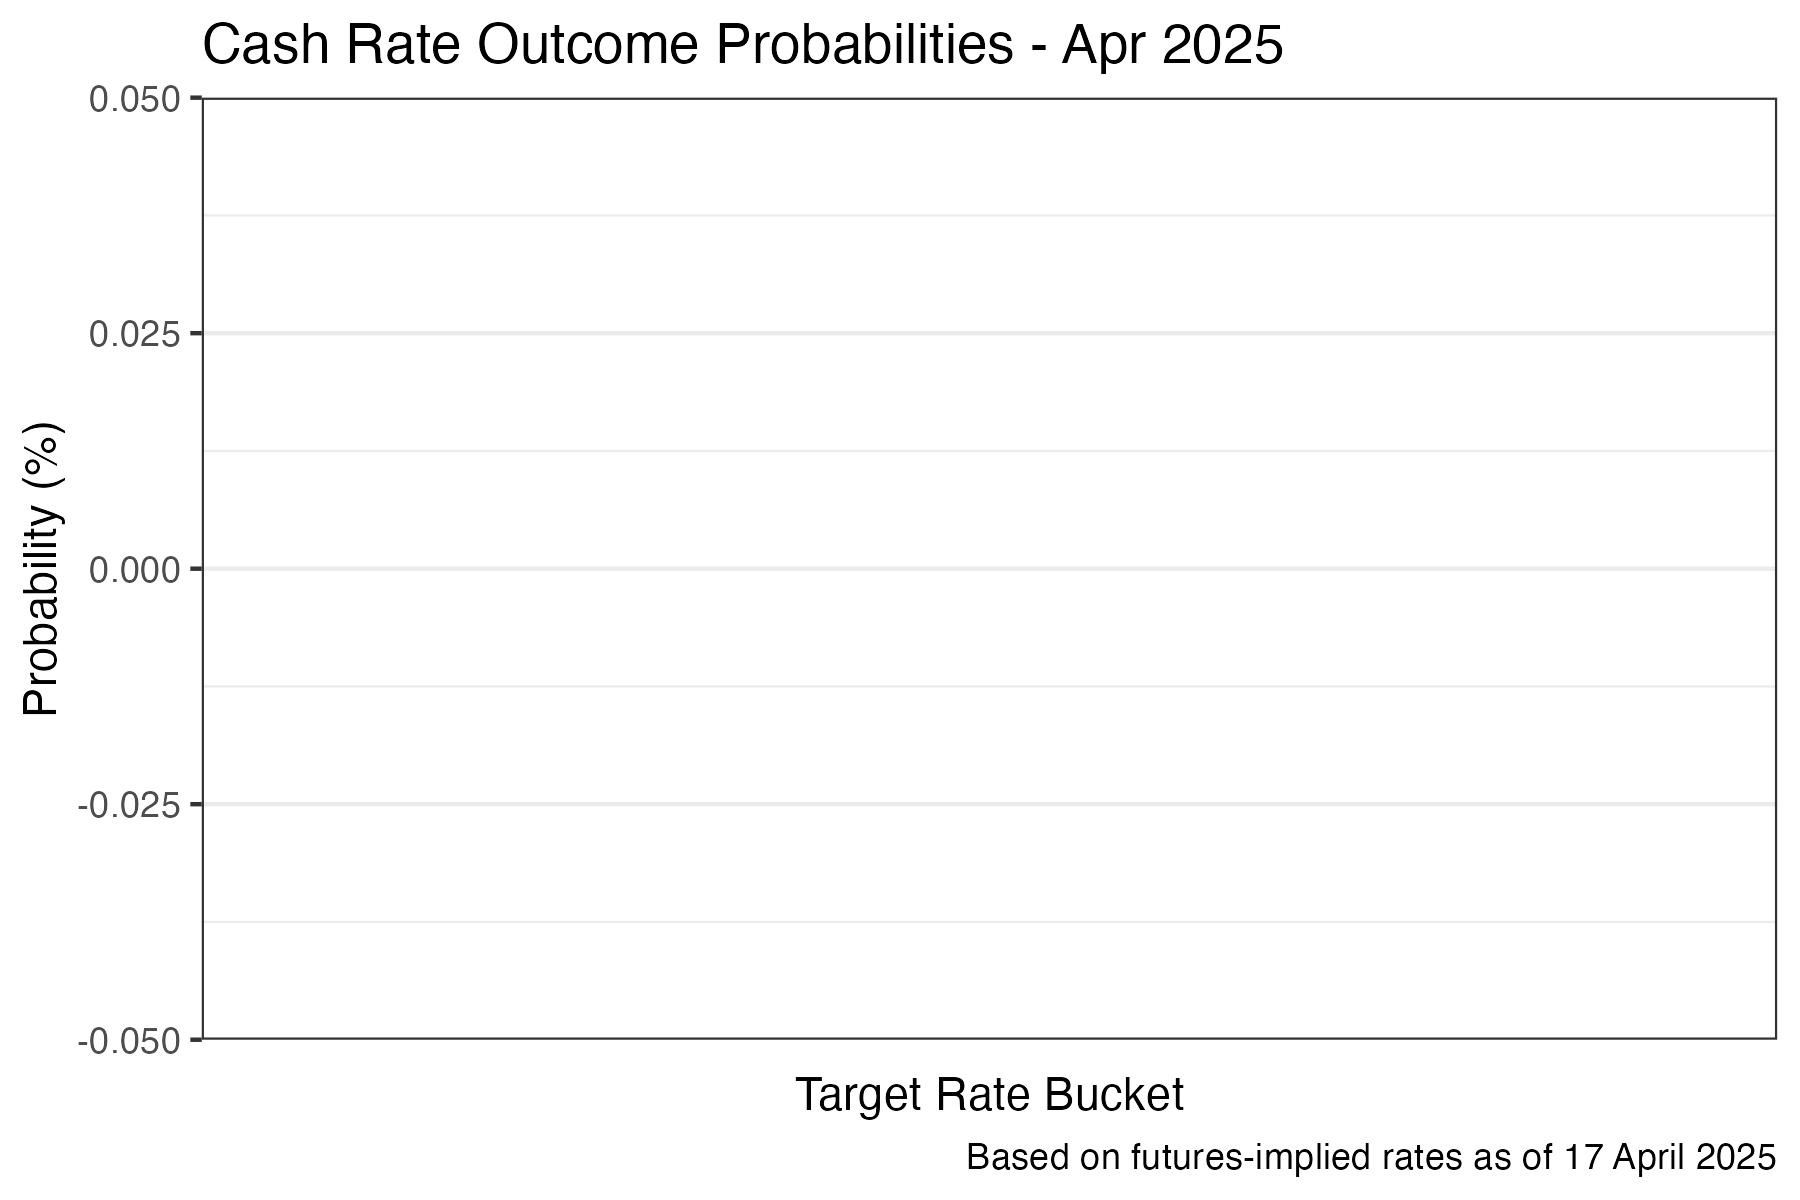 Cash Rate Outcome Probabilities - Apr 2025
0.050
0.025
0.000
-0.025
-0.050
Probability (%)
Target Rate Bucket
Based on futures-implied rates as of 17 April 2025